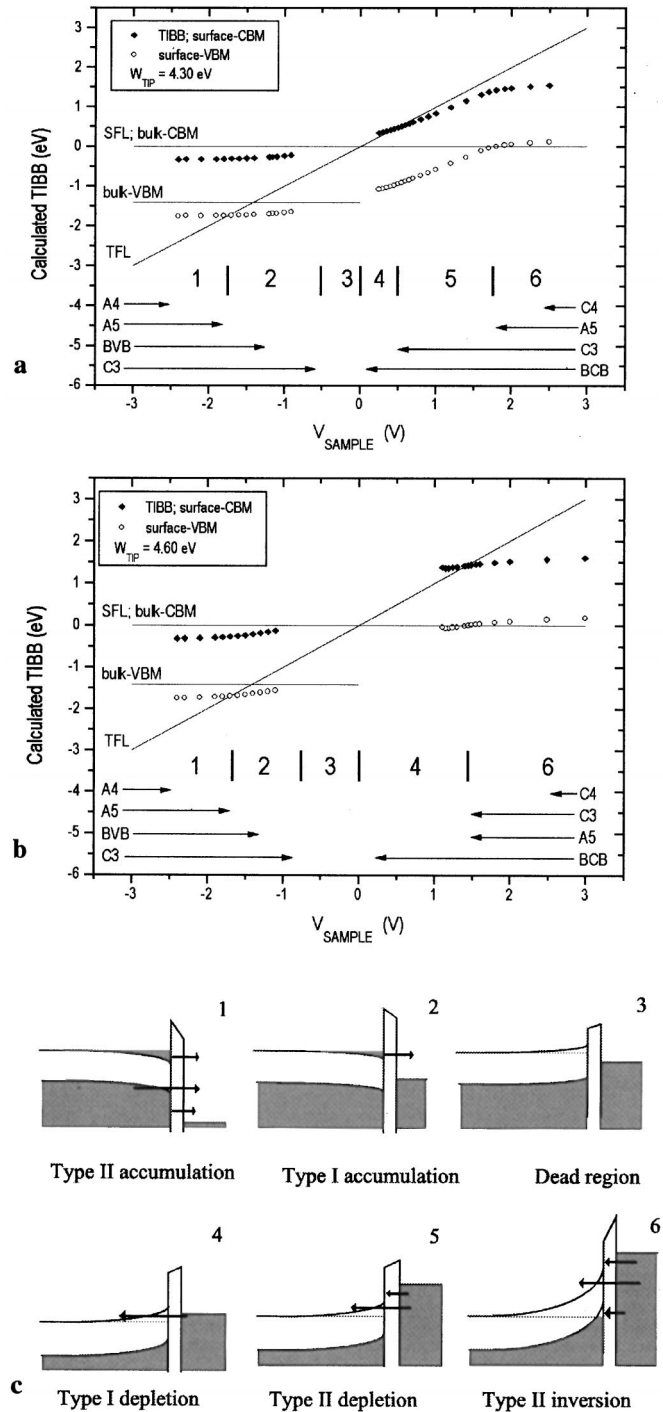 TIBB; surface-CBM
surface-VBM
W_TIP = 4.30 eV
Calculated TIBB (eV)
3
2
1
0
-1
-2
-3
-4
-5
-6
SFL; bulk-CBM
bulk-VBM
TFL
1 2 3 4 5 6
A4
A5
BVB
C3
C4
A5
C3
BCB
-3 -2 -1 0 1 2 3
V_SAMPLE (V)
a
TIBB; surface-CBM
surface-VBM
W_TIP = 4.60 eV
Calculated TIBB (eV)
3
2
1
0
-1
-2
-3
-4
-5
-6
SFL; bulk-CBM
bulk-VBM
TFL
1 2 3 4 6
A4
A5
BVB
C3
C4
C3
A5
BCB
-3 -2 -1 0 1 2 3
V_SAMPLE (V)
b
1
2
3
Type II accumulation
Type I accumulation
Dead region
4
5
6
Type I depletion
Type II depletion
Type II inversion
c